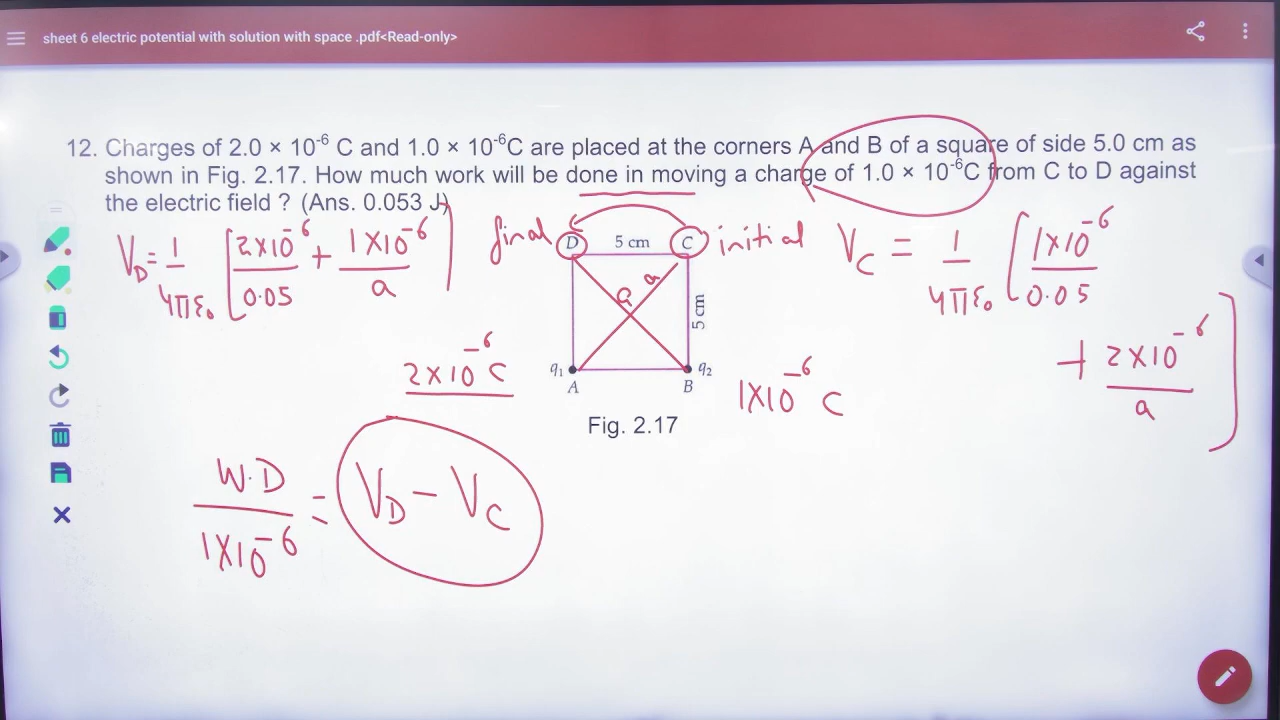 sheet 6 electric potential with solution with space .pdf<Read-only>
12. Charges of 2.0 × 10⁻⁶ C and 1.0 × 10⁻⁶C are placed at the corners A and B of a square of side 5.0 cm as
shown in Fig. 2.17. How much work will be done in moving a charge of 1.0 × 10⁻⁶C from C to D against
the electric field ? (Ans. 0.053 J)
V_D = 1/4πε₀ [2×10⁻⁶/0.05 + 1×10⁻⁶/a]
final D 5 cm C initial
V_C = 1/4πε₀ [1×10⁻⁶/0.05
+ 2×10⁻⁶/a]
a a
5 cm
2×10⁻⁶ C
q₁ A B q₂
1×10⁻⁶ C
Fig. 2.17
W.D/1×10⁻⁶ = V_D − V_C